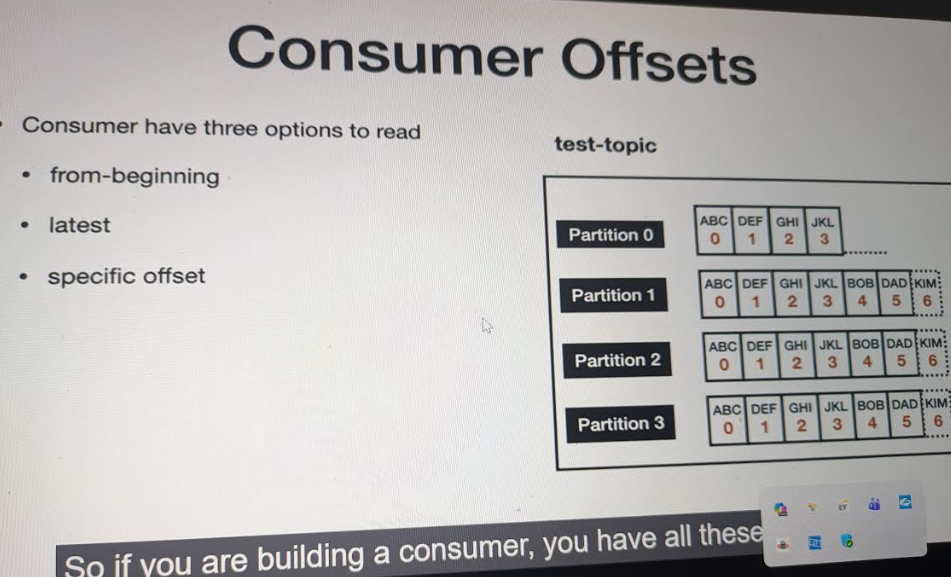 Consumer Offsets
Consumer have three options to read
• from-beginning
• latest
• specific offset
test-topic
Partition 0
ABC DEF GHI JKL
0 1 2 3
Partition 1
ABC DEF GHI JKL BOB DAD KIM
0 1 2 3 4 5 6
Partition 2
ABC DEF GHI JKL BOB DAD KIM
0 1 2 3 4 5 6
Partition 3
ABC DEF GHI JKL BOB DAD KIM
0 1 2 3 4 5 6
So if you are building a consumer, you have all these